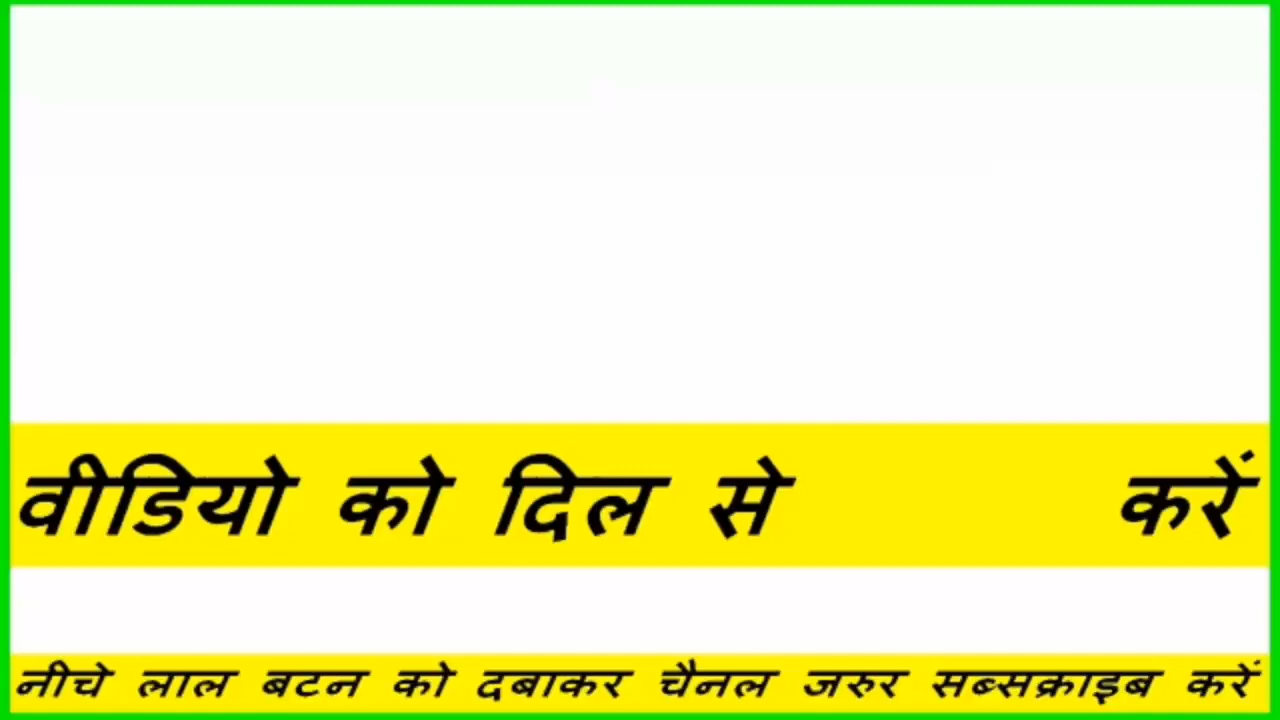 वीडियो को दिल से करें
नीचे लाल बटन को दबाकर चैनल जरुर सब्सक्राइब करें